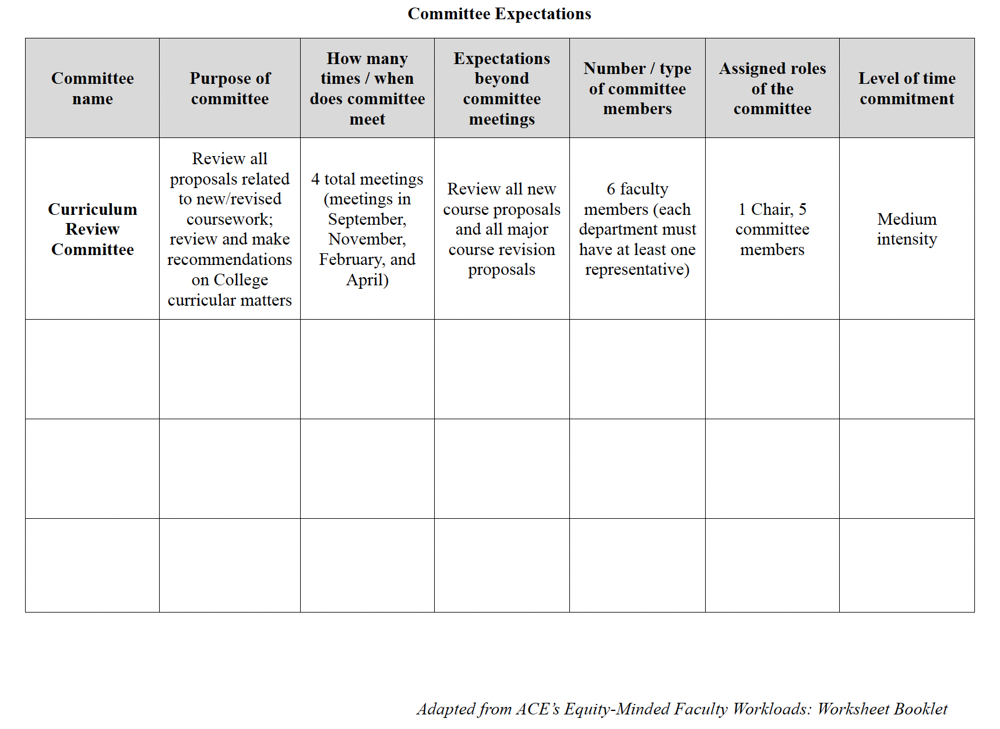 Committee Expectations
Committee
name
Purpose of
committee
How many
times / when
does committee
meet
Expectations
beyond
committee
meetings
Number / type
of committee
members
Assigned roles
of the
committee
Level of time
commitment
Curriculum
Review
Committee
Review all
proposals related
to new/revised
coursework;
review and make
recommendations
on College
curricular matters
4 total meetings
(meetings in
September,
November,
February, and
April)
Review all new
course proposals
and all major
course revision
proposals
6 faculty
members (each
department must
have at least one
representative)
1 Chair, 5
committee
members
Medium
intensity
Adapted from ACE’s Equity-Minded Faculty Workloads: Worksheet Booklet